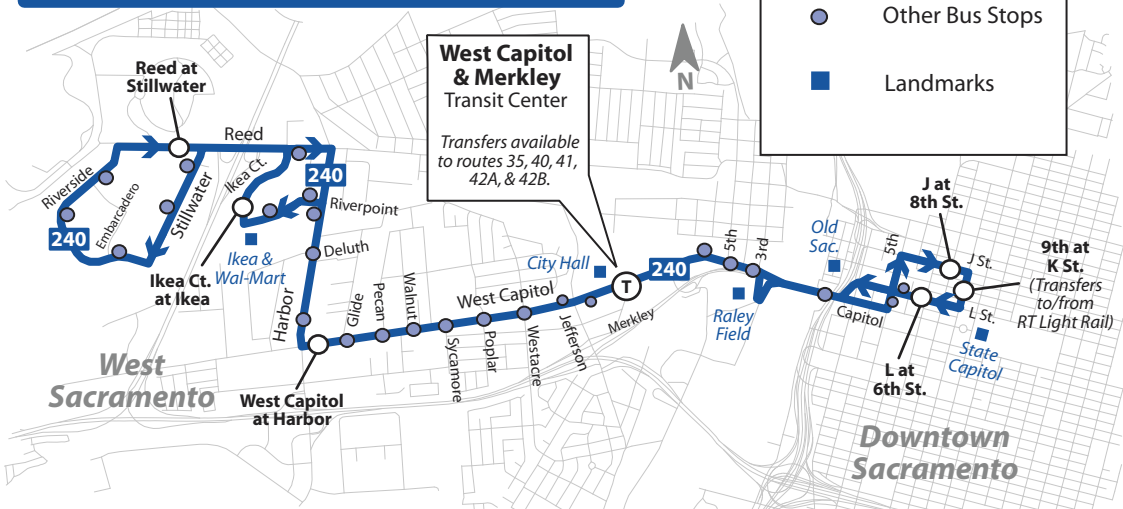 Other Bus Stops
Landmarks
N
West Capitol
& Merkley
Transit Center
Transfers available
to routes 35, 40, 41,
42A, & 42B.
Reed at
Stillwater
Reed
Riverside
Embarcadero
Stillwater
240
Ikea Ct.
240
Riverpoint
Ikea &
Wal-Mart
Deluth
Ikea Ct.
at Ikea
Harbor
Glide
Pecan
Walnut
West Capitol
Sycamore
Poplar
Westacre
Jefferson
Merkley
West Capitol
at Harbor
West
Sacramento
City Hall
T
240
5th
3rd
Raley
Field
Old
Sac.
Capitol
5th
J at
8th St.
J St.
9th at
K St.
(Transfers
to/from
RT Light Rail)
L St.
State
Capitol
L at
6th St.
Downtown
Sacramento